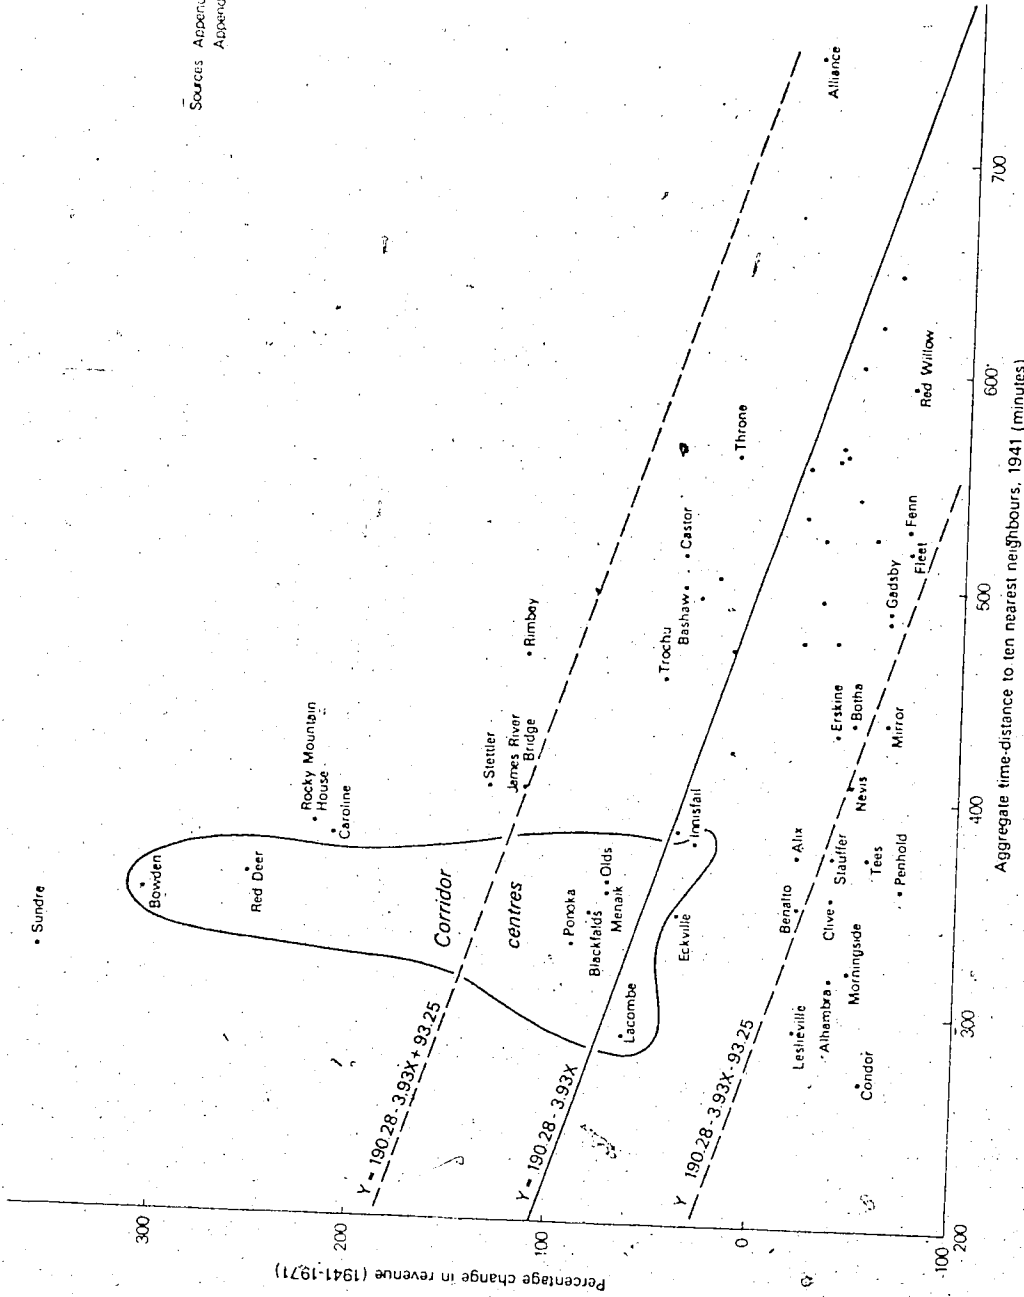 Sources Appen
Appen
Percentage change in revenue (1941-1971)
300
200
100
0
-100
200
300
400
500
600
700
Aggregate time-distance to ten nearest neighbours, 1941 (minutes)
Y = 190.28 - 3.93X + 93.25
Y = 190.28 - 3.93X
Y 190.28 - 3.93X - 93.25
Corridor
centres
Sundre
Bowden
Red Deer
Rocky Mountain
House
Caroline
Stettler
James River
Bridge
Rimbey
Ponoka
Blackfalds
Olds
Menaik
Innisfail
Eckville
Lacombe
Trochu
Bashaw
Castor
Throne
Alliance
Benalto
Alix
Leslieville
Clive
Stauffer
Alhambra
Morningside
Tees
Penhold
Condor
Erskine
Botha
Nevis
Mirror
Gadsby
Fleet
Fenn
Red Willow